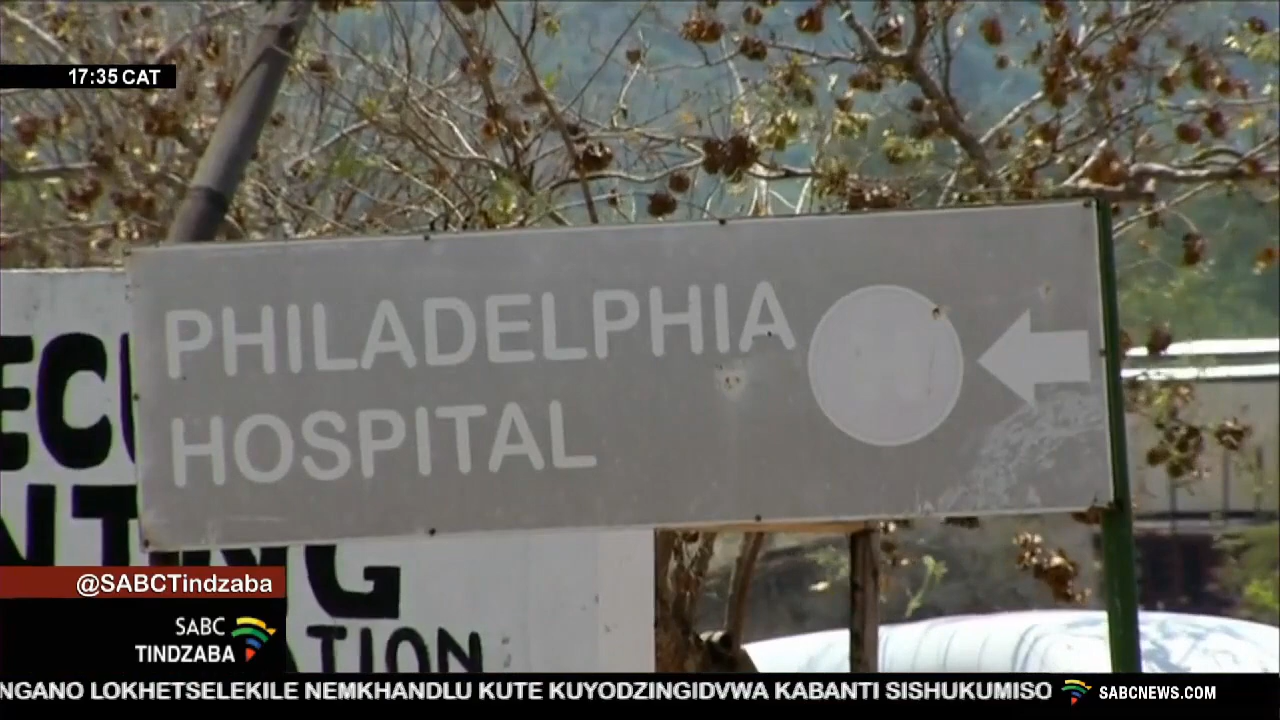 17:35 CAT
PHILADELPHIA
HOSPITAL
@SABCTindzaba
SABC
TINDZABA
NGANO LOKHETSELEKILE NEMKHANDLU KUTE KUYODZINGIDVWA KABANTI SISHUKUMISO
SABCNEWS.COM